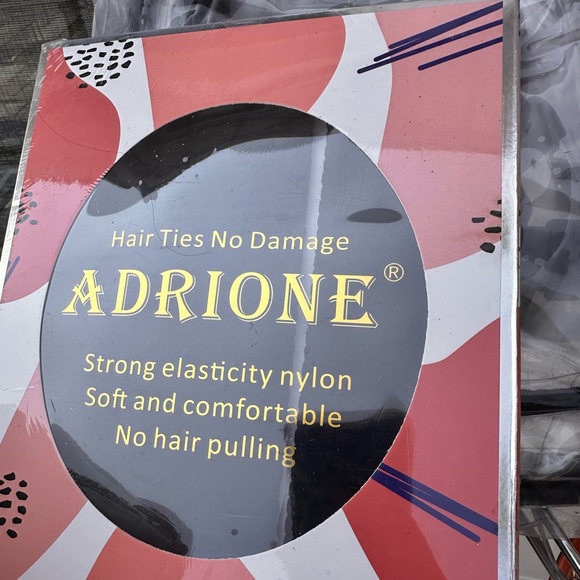 Hair Ties No Damage
ADRIONE®
Strong elasticity nylon
Soft and comfortable
No hair pulling